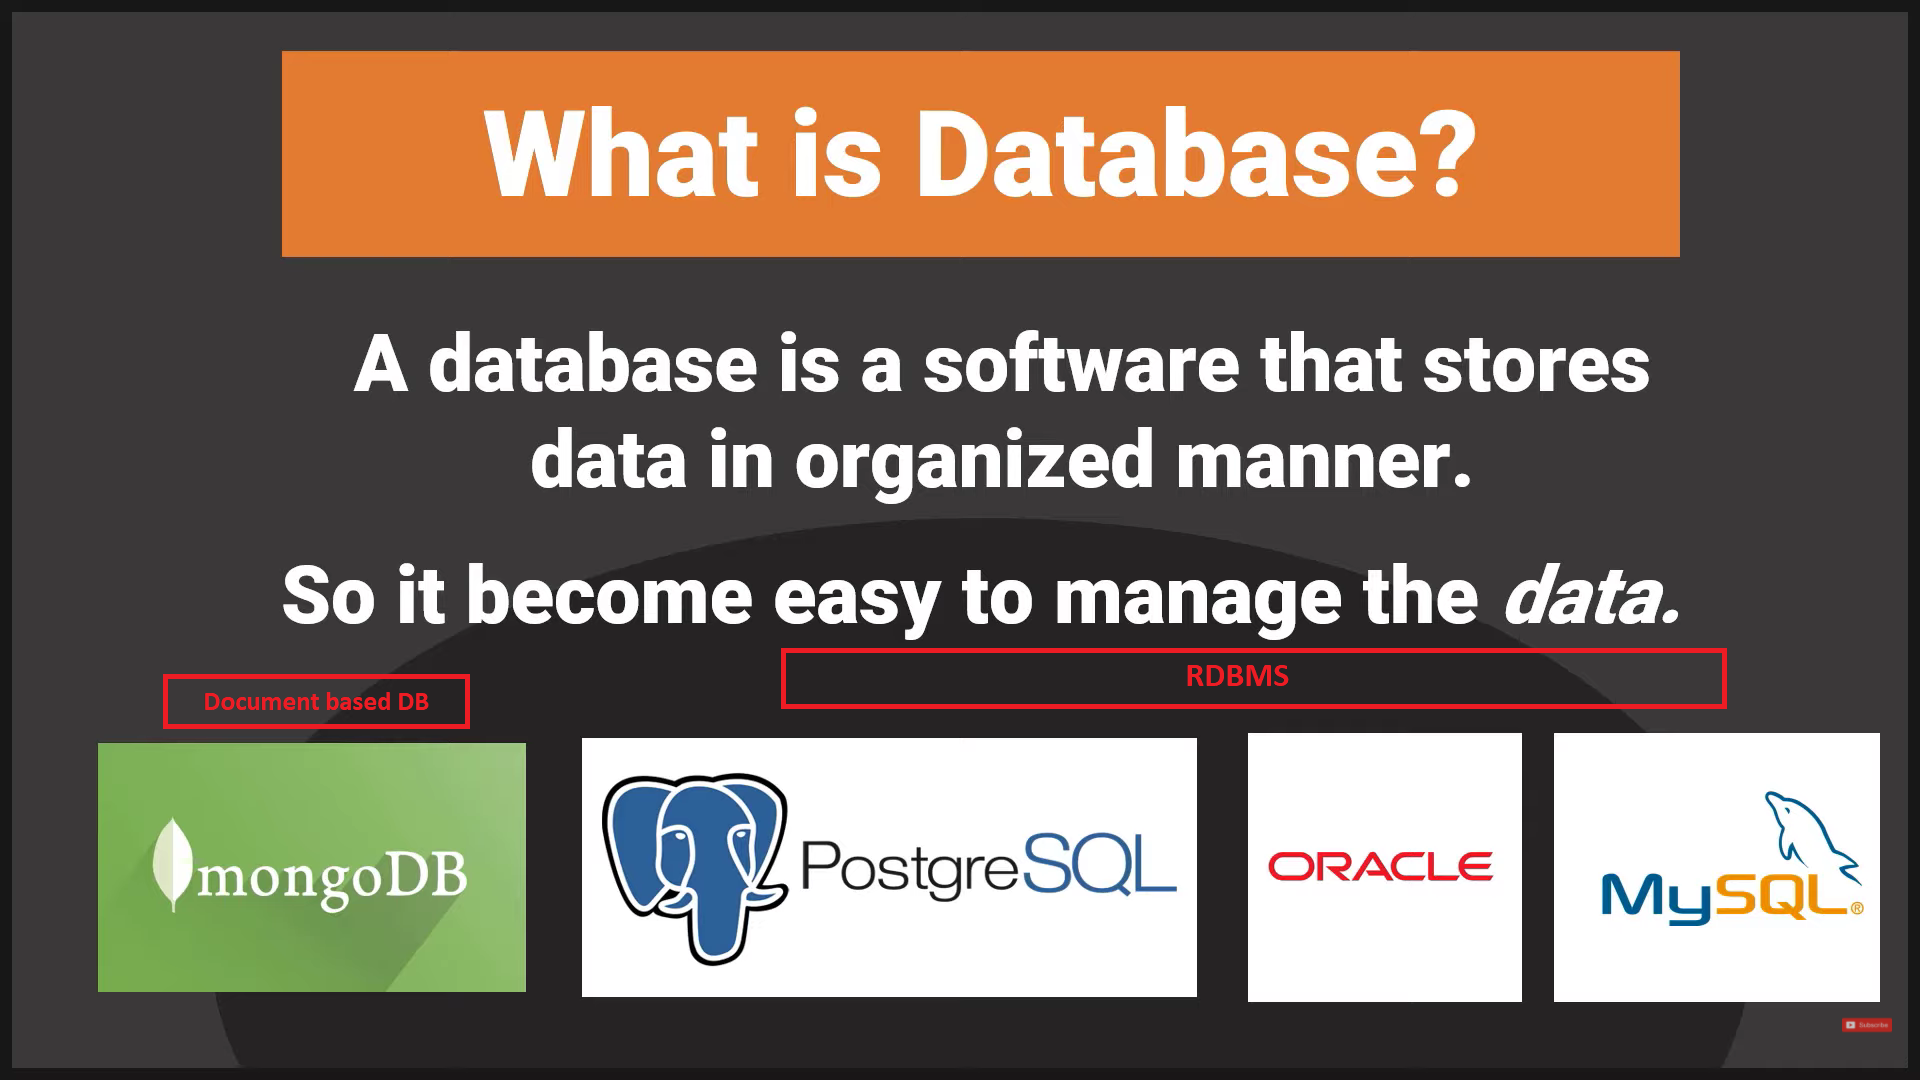 What is Database?
A database is a software that stores
data in organized manner.
So it become easy to manage the data.
RDBMS
Document based DB
mongoDB
PostgreSQL
ORACLE
MySQL®
Subscribe